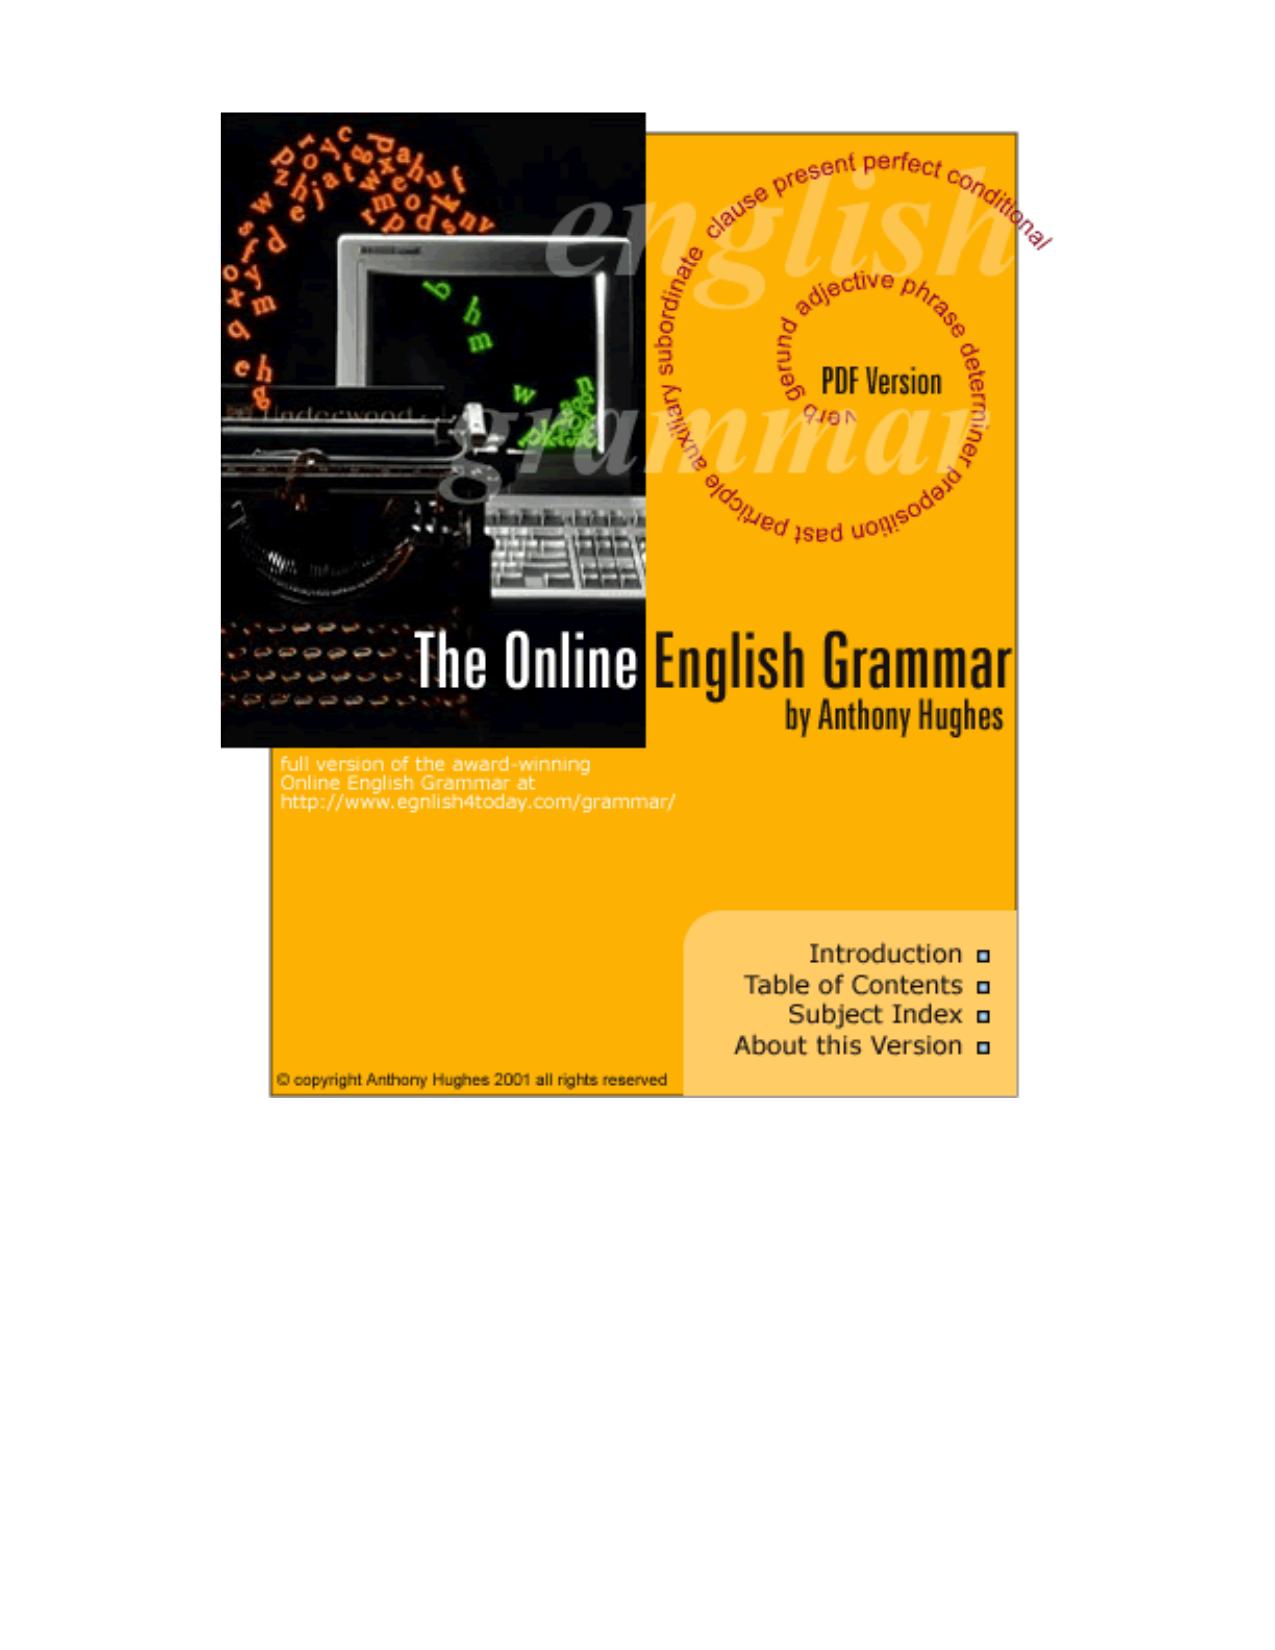 english
clause present perfect conditional
auxiliary subordinate
adjective phrase determiner preposition past particple
verb gerund
PDF Version
grammar
Underwood
The Online English Grammar
by Anthony Hughes
full version of the award-winning
Online English Grammar at
http://www.egnlish4today.com/grammar/
Introduction
Table of Contents
Subject Index
About this Version
© copyright Anthony Hughes 2001 all rights reserved